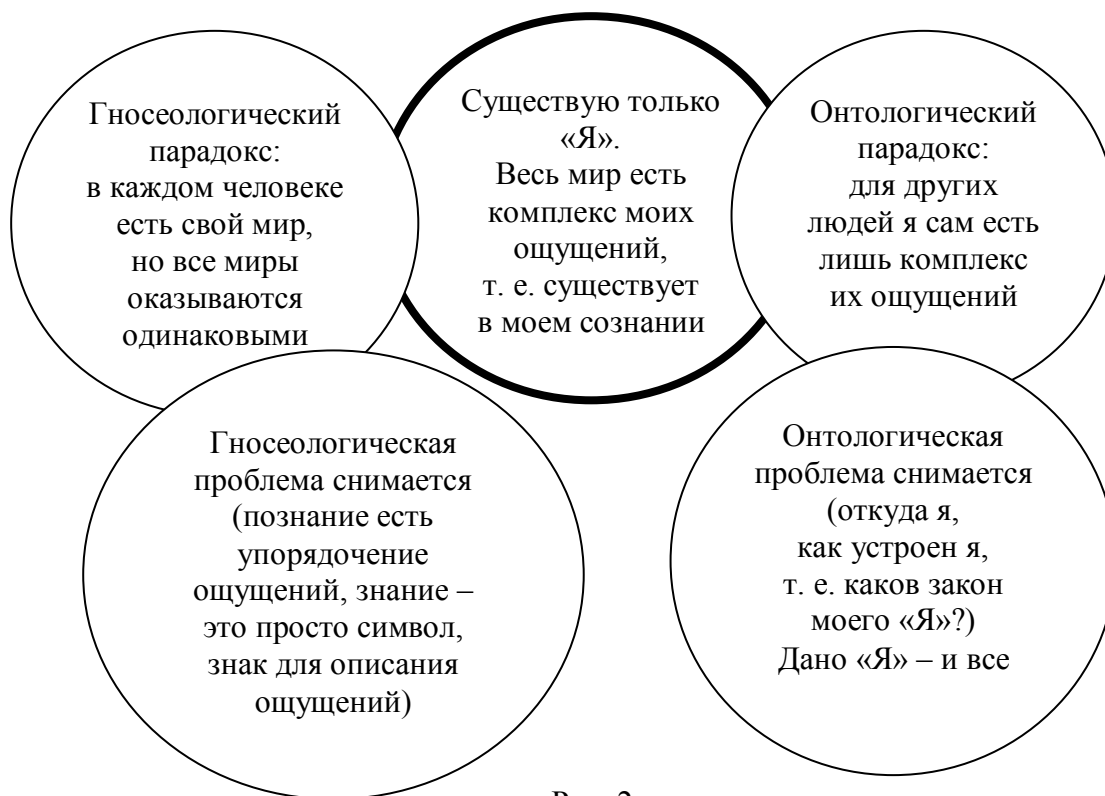 Гносеологический
парадокс:
в каждом человеке
есть свой мир,
но все миры
оказываются
одинаковыми
Существую только
«Я».
Весь мир есть
комплекс моих
ощущений,
т. е. существует
в моем сознании
Онтологический
парадокс:
для других
людей я сам есть
лишь комплекс
их ощущений
Гносеологическая
проблема снимается
(познание есть
упорядочение
ощущений, знание –
это просто символ,
знак для описания
ощущений)
Онтологическая
проблема снимается
(откуда я,
как устроен я,
т. е. каков закон
моего «Я»?)
Дано «Я» – и все